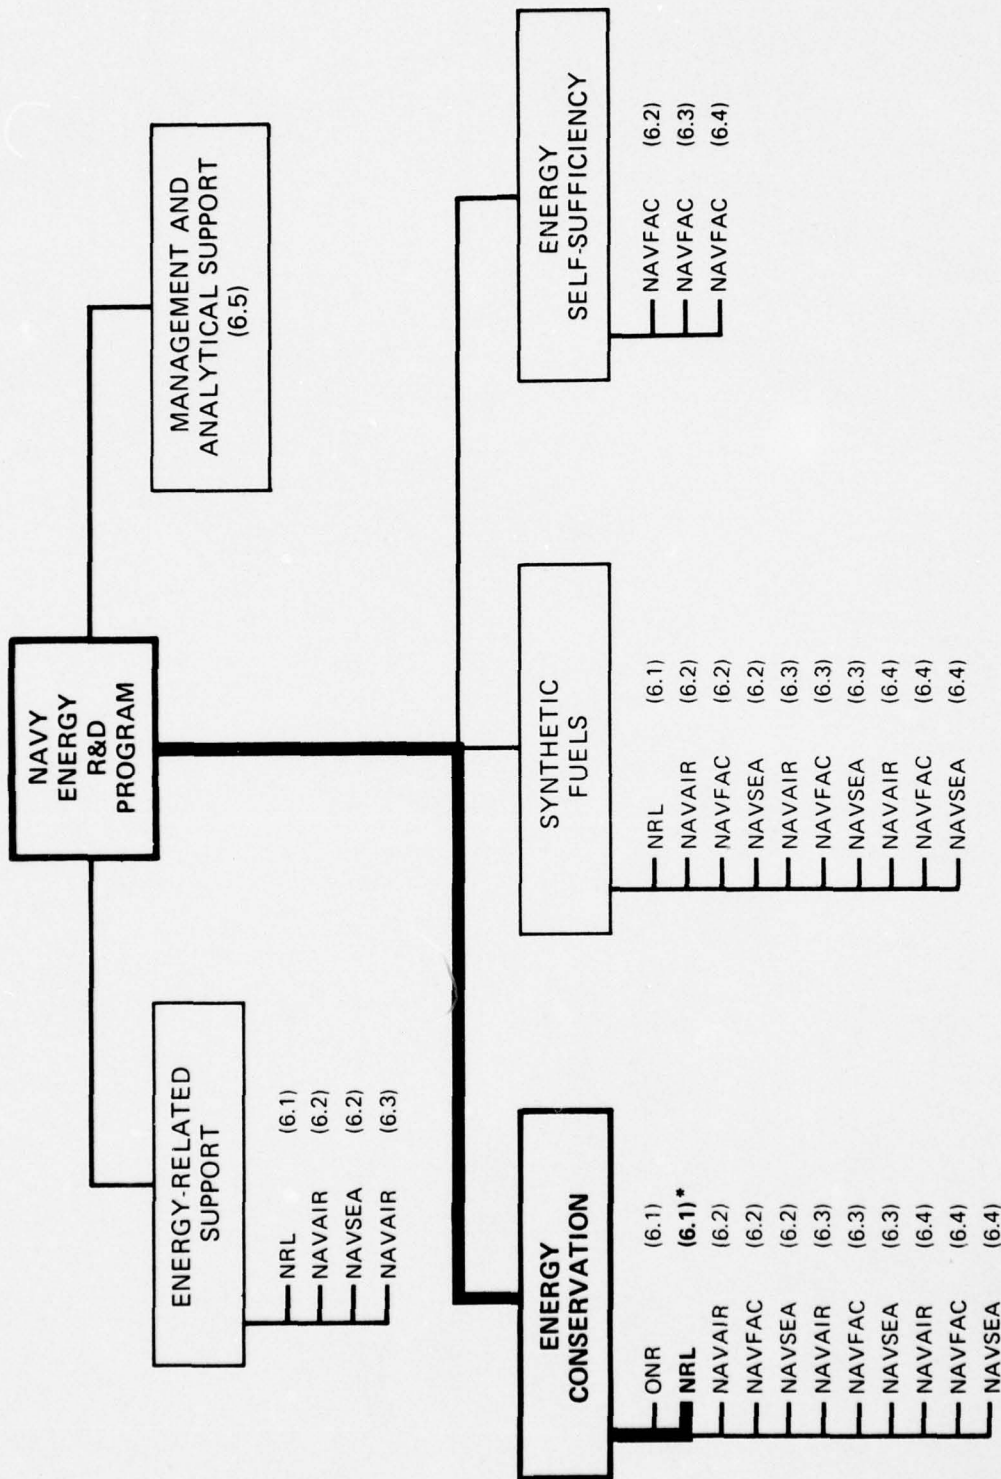 NAVY
ENERGY
R&D
PROGRAM
ENERGY-RELATED
SUPPORT
NRL (6.1)
NAVAIR (6.2)
NAVSEA (6.2)
NAVAIR (6.3)
MANAGEMENT AND
ANALYTICAL SUPPORT
(6.5)
ENERGY
CONSERVATION
ONR (6.1)
NRL (6.1)*
NAVAIR (6.2)
NAVFAC (6.2)
NAVSEA (6.2)
NAVAIR (6.3)
NAVFAC (6.3)
NAVSEA (6.3)
NAVAIR (6.4)
NAVFAC (6.4)
NAVSEA (6.4)
SYNTHETIC
FUELS
NRL (6.1)
NAVAIR (6.2)
NAVFAC (6.2)
NAVSEA (6.2)
NAVAIR (6.3)
NAVFAC (6.3)
NAVSEA (6.3)
NAVAIR (6.4)
NAVFAC (6.4)
NAVSEA (6.4)
ENERGY
SELF-SUFFICIENCY
NAVFAC (6.2)
NAVFAC (6.3)
NAVFAC (6.4)